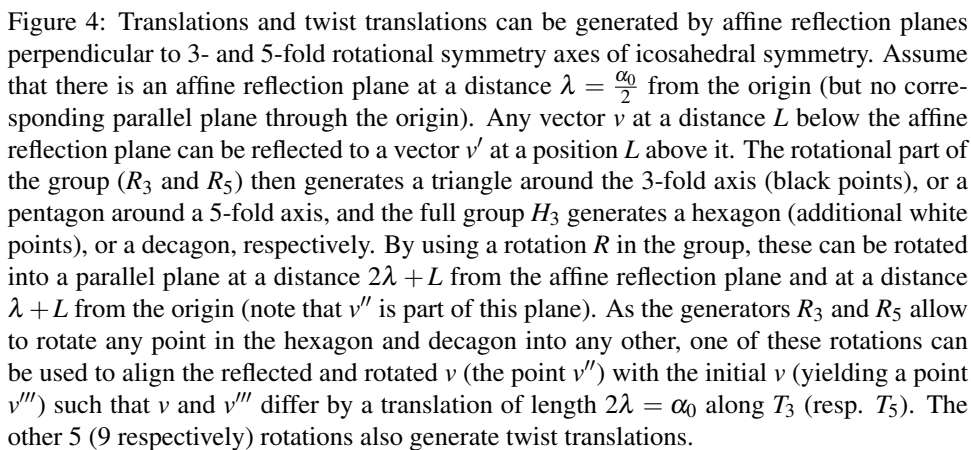 Figure 4: Translations and twist translations can be generated by affine reflection planes
perpendicular to 3- and 5-fold rotational symmetry axes of icosahedral symmetry. Assume
that there is an affine reflection plane at a distance λ = α₀/2 from the origin (but no corre-
sponding parallel plane through the origin). Any vector v at a distance L below the affine
reflection plane can be reflected to a vector v′ at a position L above it. The rotational part of
the group (R₃ and R₅) then generates a triangle around the 3-fold axis (black points), or a
pentagon around a 5-fold axis, and the full group H₃ generates a hexagon (additional white
points), or a decagon, respectively. By using a rotation R in the group, these can be rotated
into a parallel plane at a distance 2λ + L from the affine reflection plane and at a distance
λ + L from the origin (note that v″ is part of this plane). As the generators R₃ and R₅ allow
to rotate any point in the hexagon and decagon into any other, one of these rotations can
be used to align the reflected and rotated v (the point v″) with the initial v (yielding a point
v‴) such that v and v‴ differ by a translation of length 2λ = α₀ along T₃ (resp. T₅). The
other 5 (9 respectively) rotations also generate twist translations.